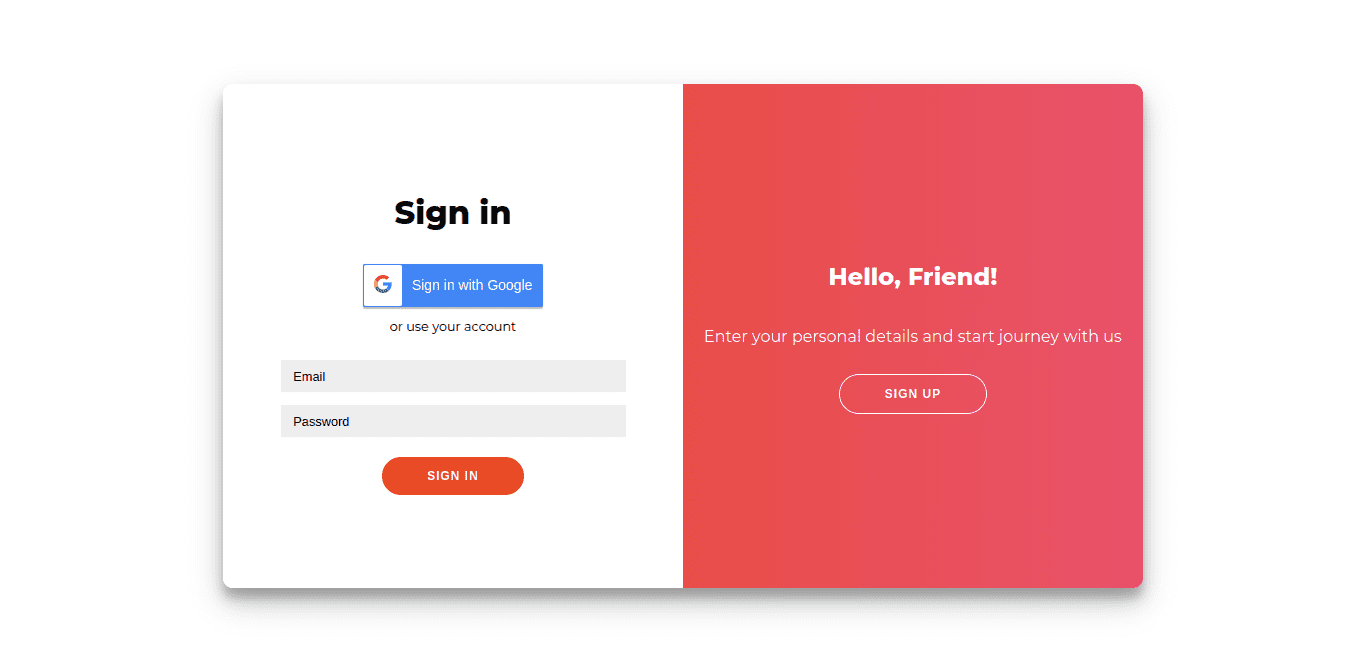 Sign in
Sign in with Google
or use your account
Email
Password
SIGN IN
Hello, Friend!
Enter your personal details and start journey with us
SIGN UP